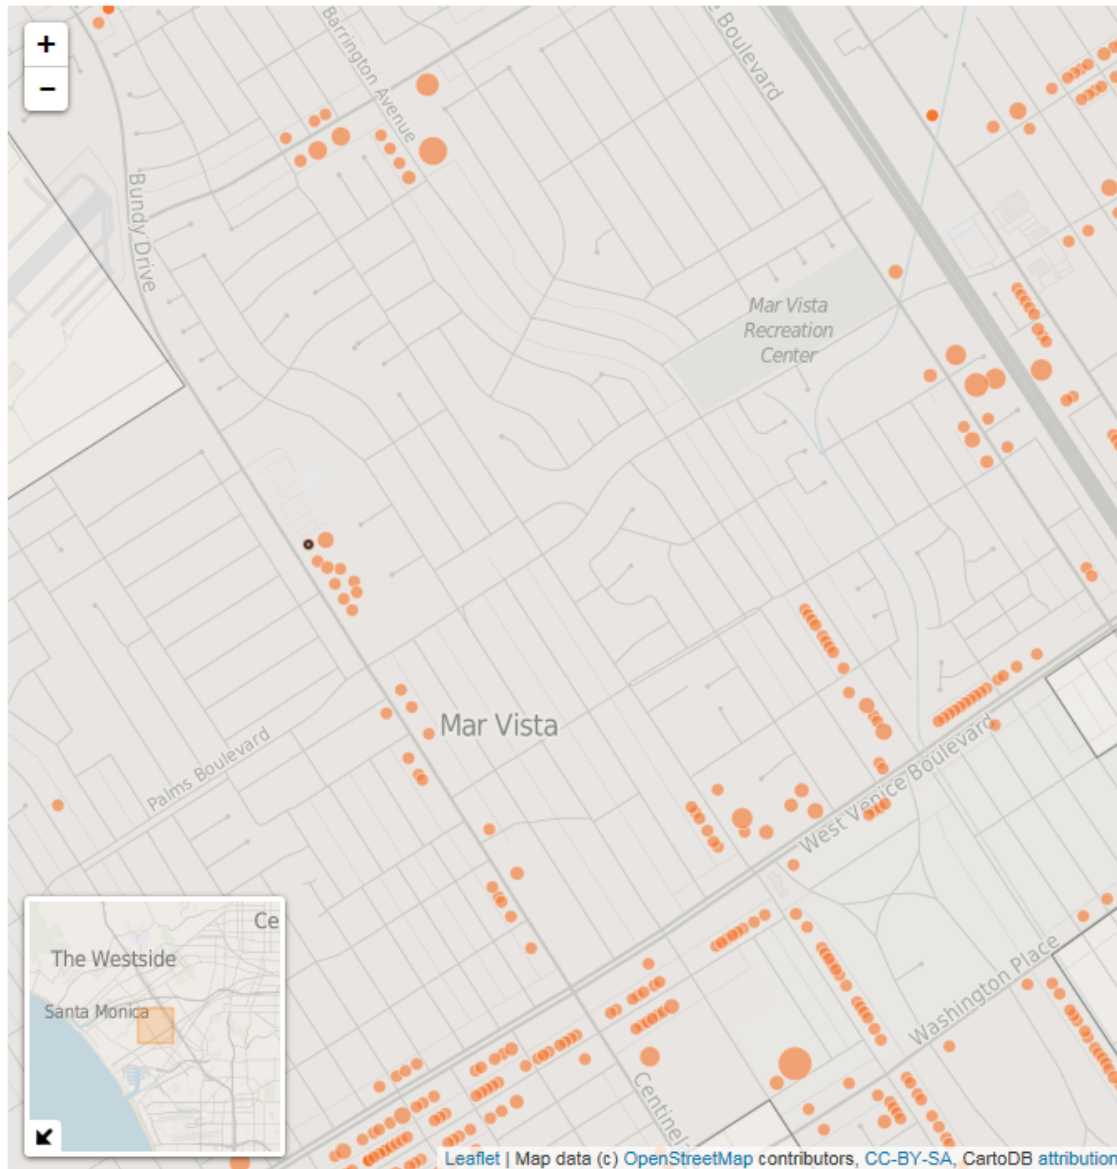 +
−
Barrington
Avenue
e Boulevard
Bundy Drive
Mar Vista
Recreation
Center
Mar Vista
Palms Boulevard
West Venice Boulevard
Washington Place
Centinel
Ce
The Westside
Santa Monica
Leaflet | Map data (c) OpenStreetMap contributors, CC-BY-SA, CartoDB attribution